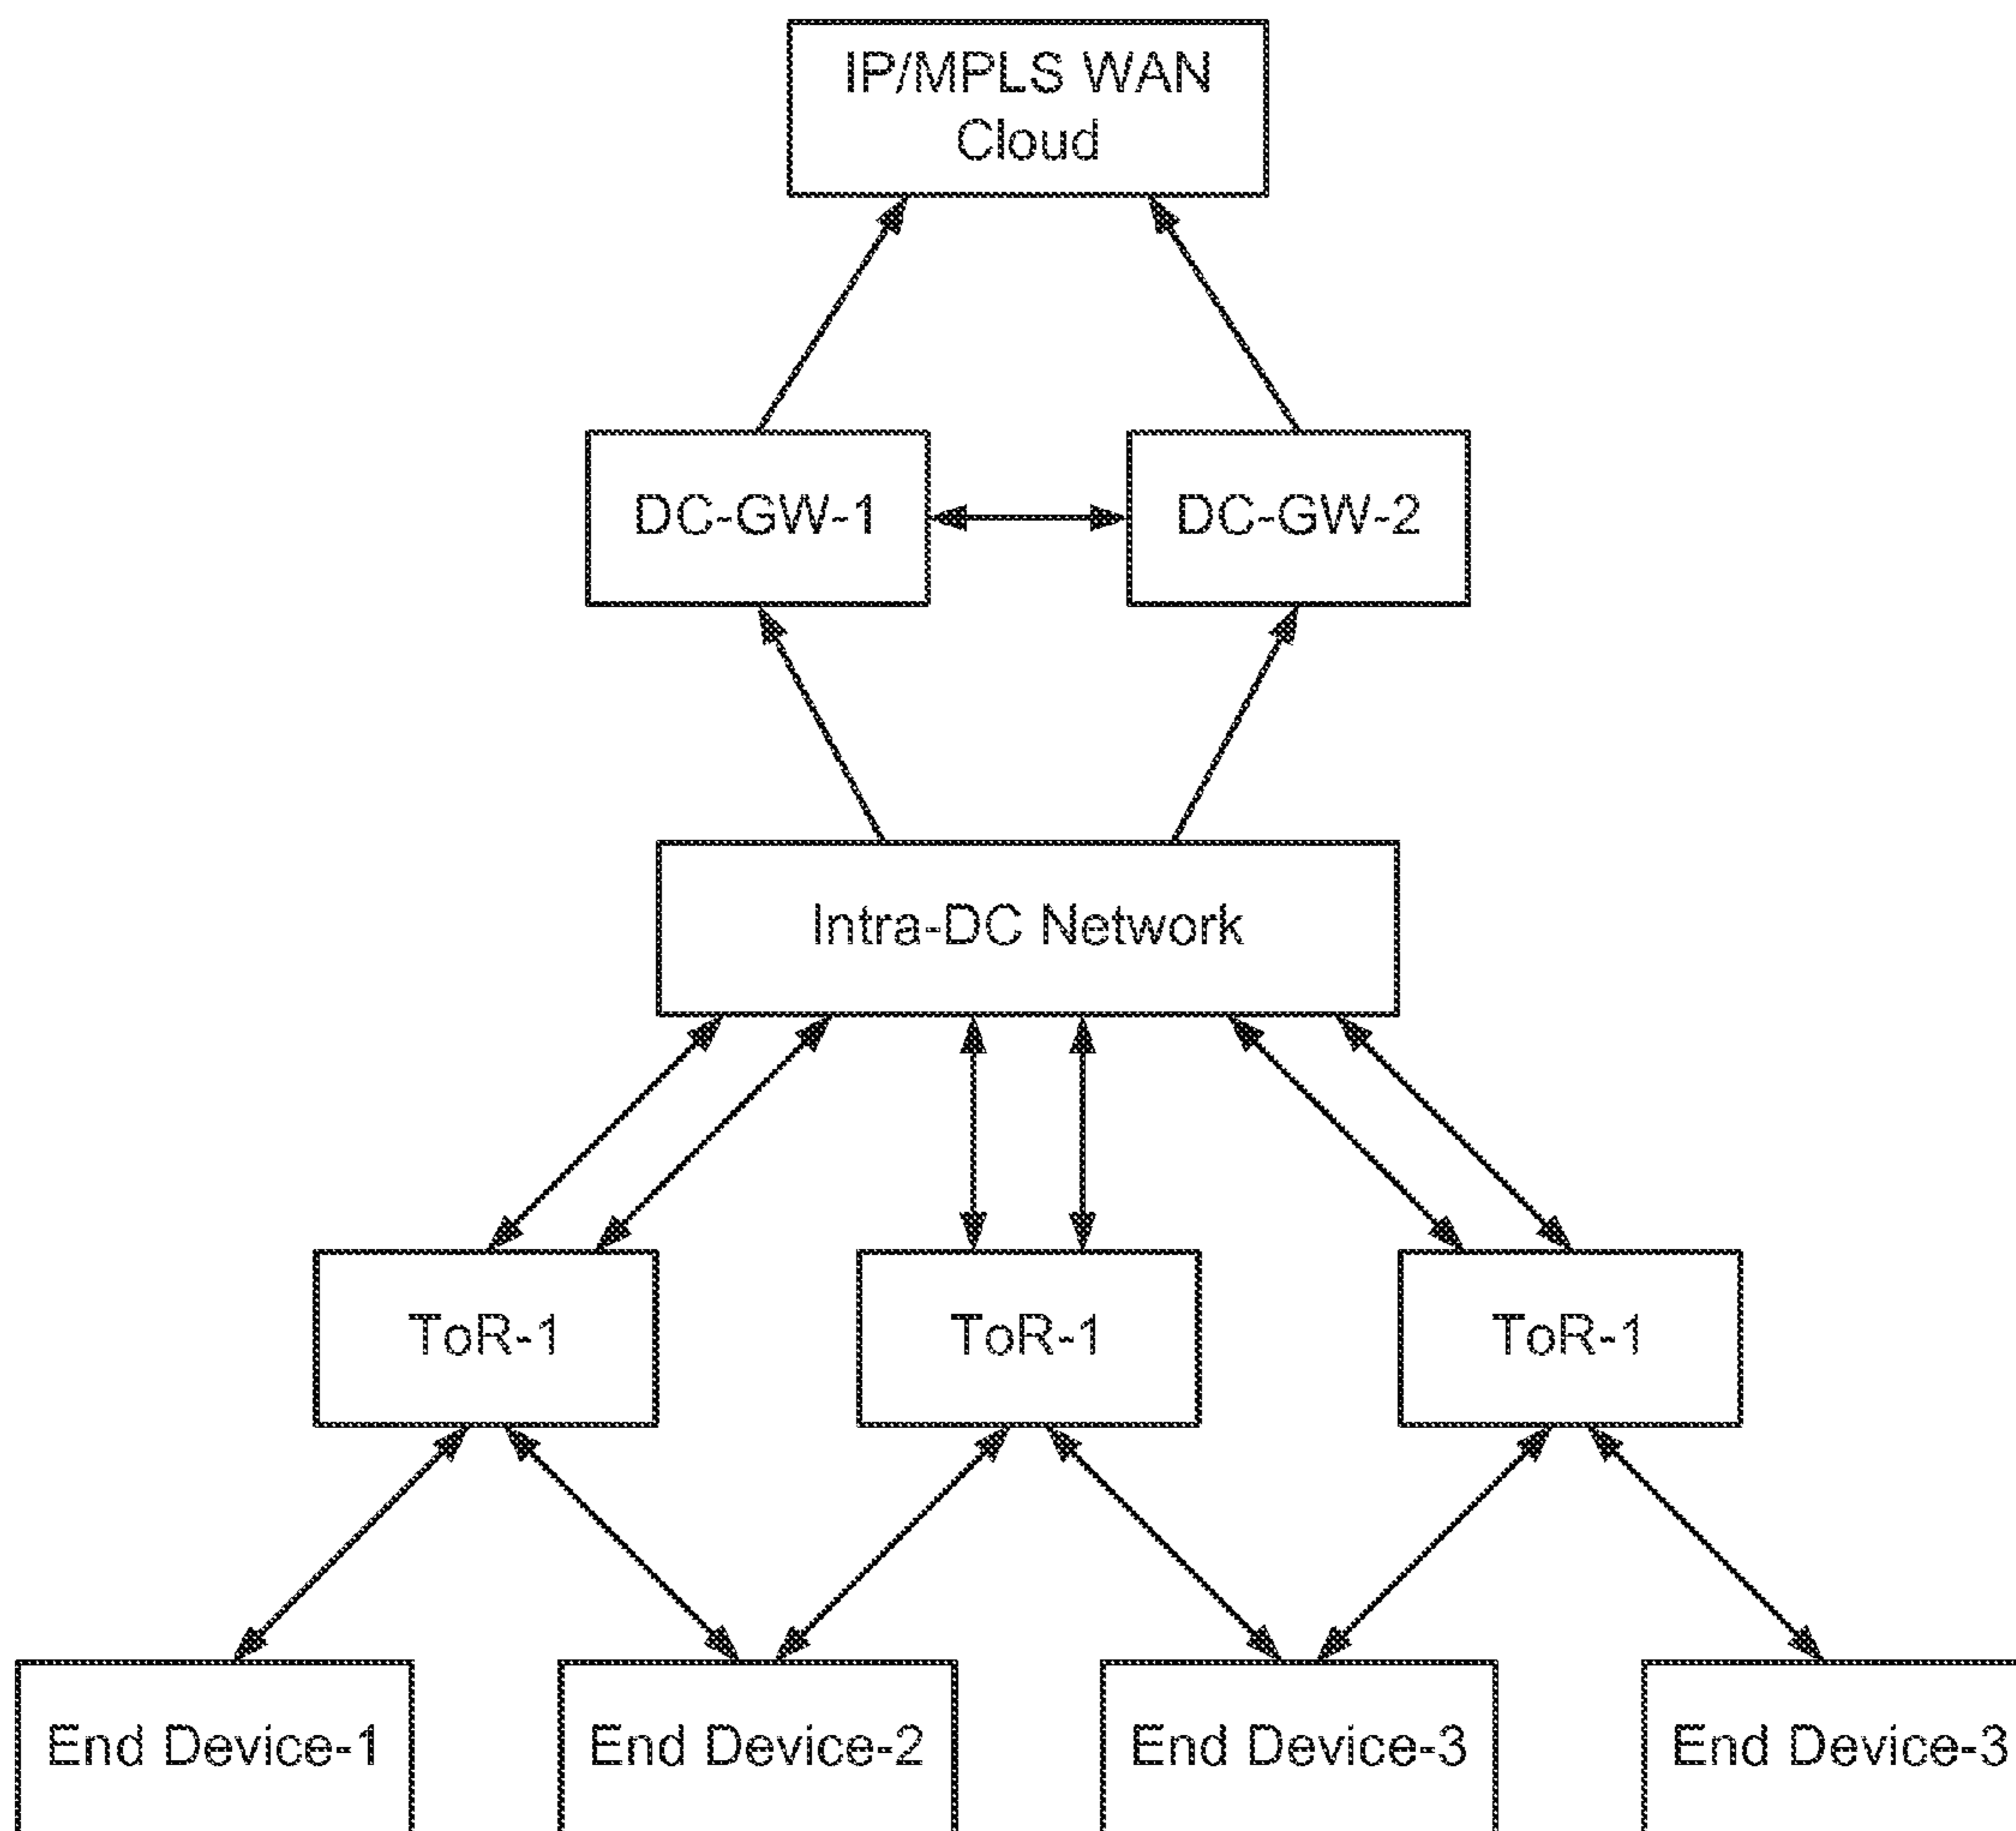 IP/MPLS WAN
Cloud
DC-GW-1
DC-GW-2
Intra-DC Network
ToR-1
ToR-1
ToR-1
End Device-1
End Device-2
End Device-3
End Device-3